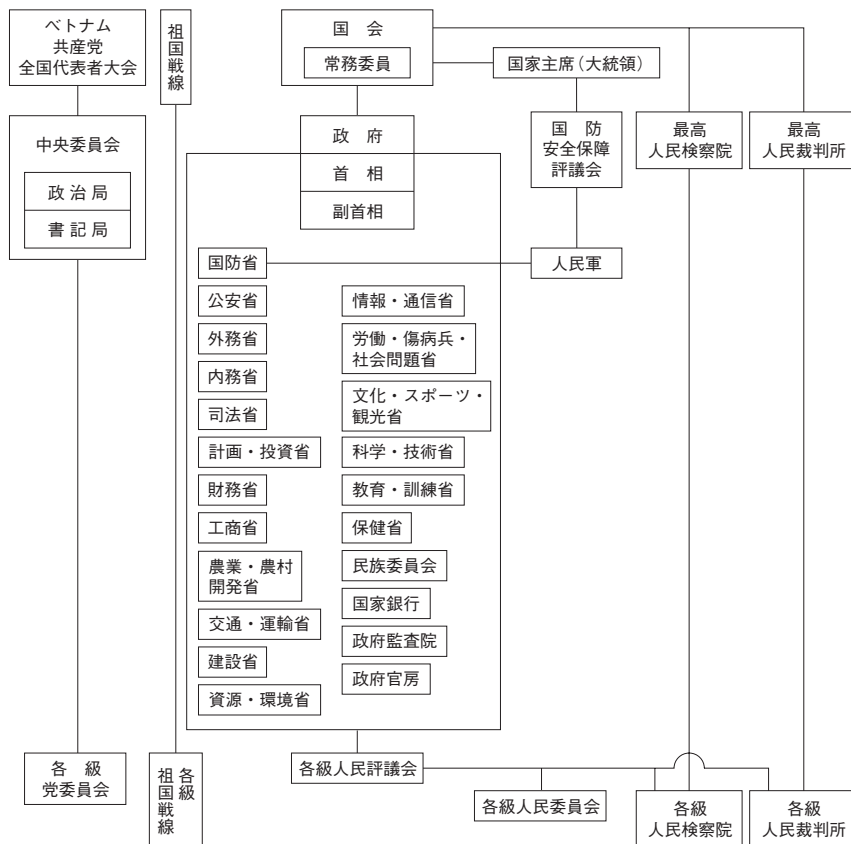 ベトナム
共産党
全国代表者大会
祖国戦線
国　会
常務委員
国家主席（大統領）
中央委員会
政 治 局
書 記 局
政　府
首　相
副首相
国　防
安全保障
評議会
最高
人民検察院
最高
人民裁判所
国防省
人民軍
公安省
外務省
内務省
司法省
計画・投資省
財務省
工商省
農業・農村
開発省
交通・運輸省
建設省
資源・環境省
情報・通信省
労働・傷病兵・
社会問題省
文化・スポーツ・
観光省
科学・技術省
教育・訓練省
保健省
民族委員会
国家銀行
政府監査院
政府官房
各　級
党委員会
各級
祖国戦線
各級人民評議会
各級人民委員会
各級
人民検察院
各級
人民裁判所